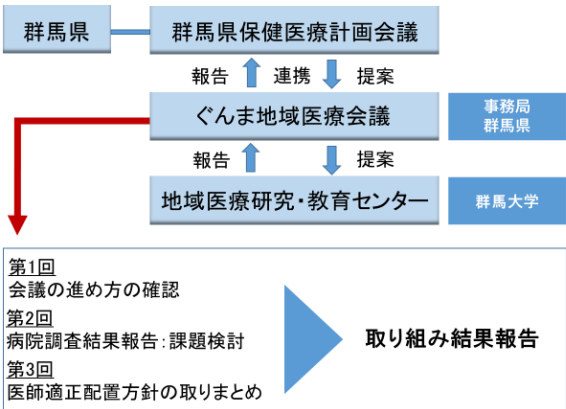 群馬県
群馬県保健医療計画会議
報告 連携 提案
ぐんま地域医療会議
事務局
群馬県
報告 提案
地域医療研究・教育センター
群馬大学
第1回
会議の進め方の確認
第2回
病院調査結果報告：課題検討
第3回
医師適正配置方針の取りまとめ
取り組み結果報告